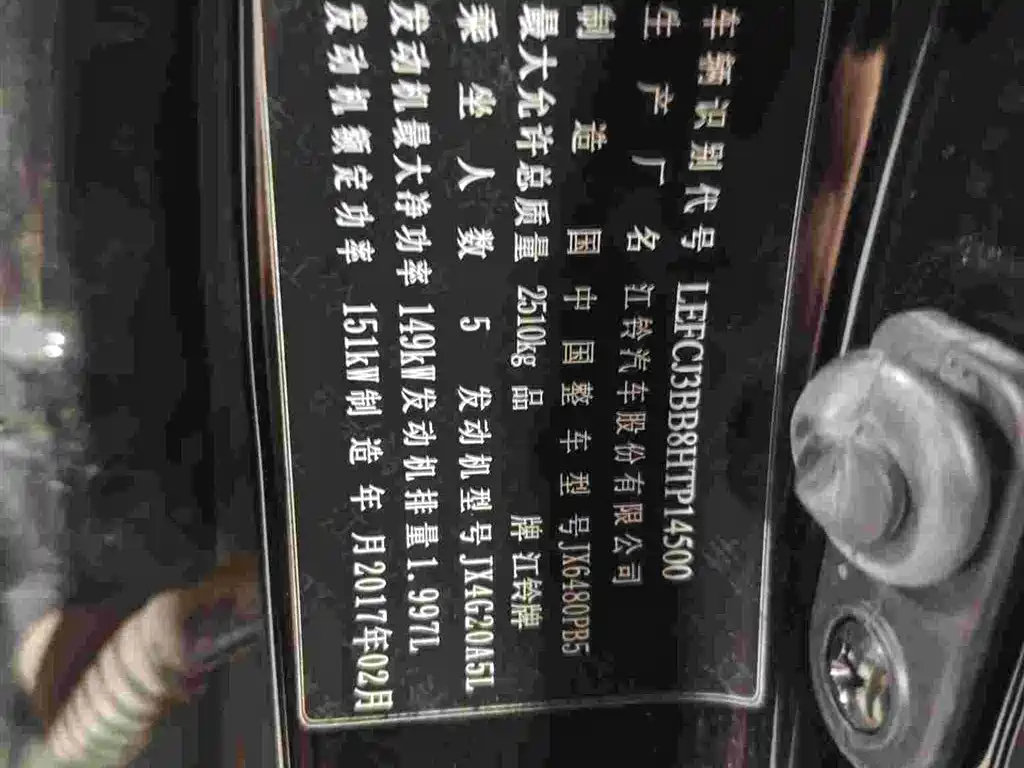 车辆识别代号 LEFCJ3BB8HTP14500
生产厂名 江铃汽车股份有限公司
制造国 中国 整车型号 JX6480PB5
最大允许总质量 2510kg 品牌 江铃牌
乘坐人数 5 发动机型号 JX4G20A5L
发动机最大净功率 149kW 发动机排量 1.997L
发动机额定功率 151kW 制造年月 2017年02月